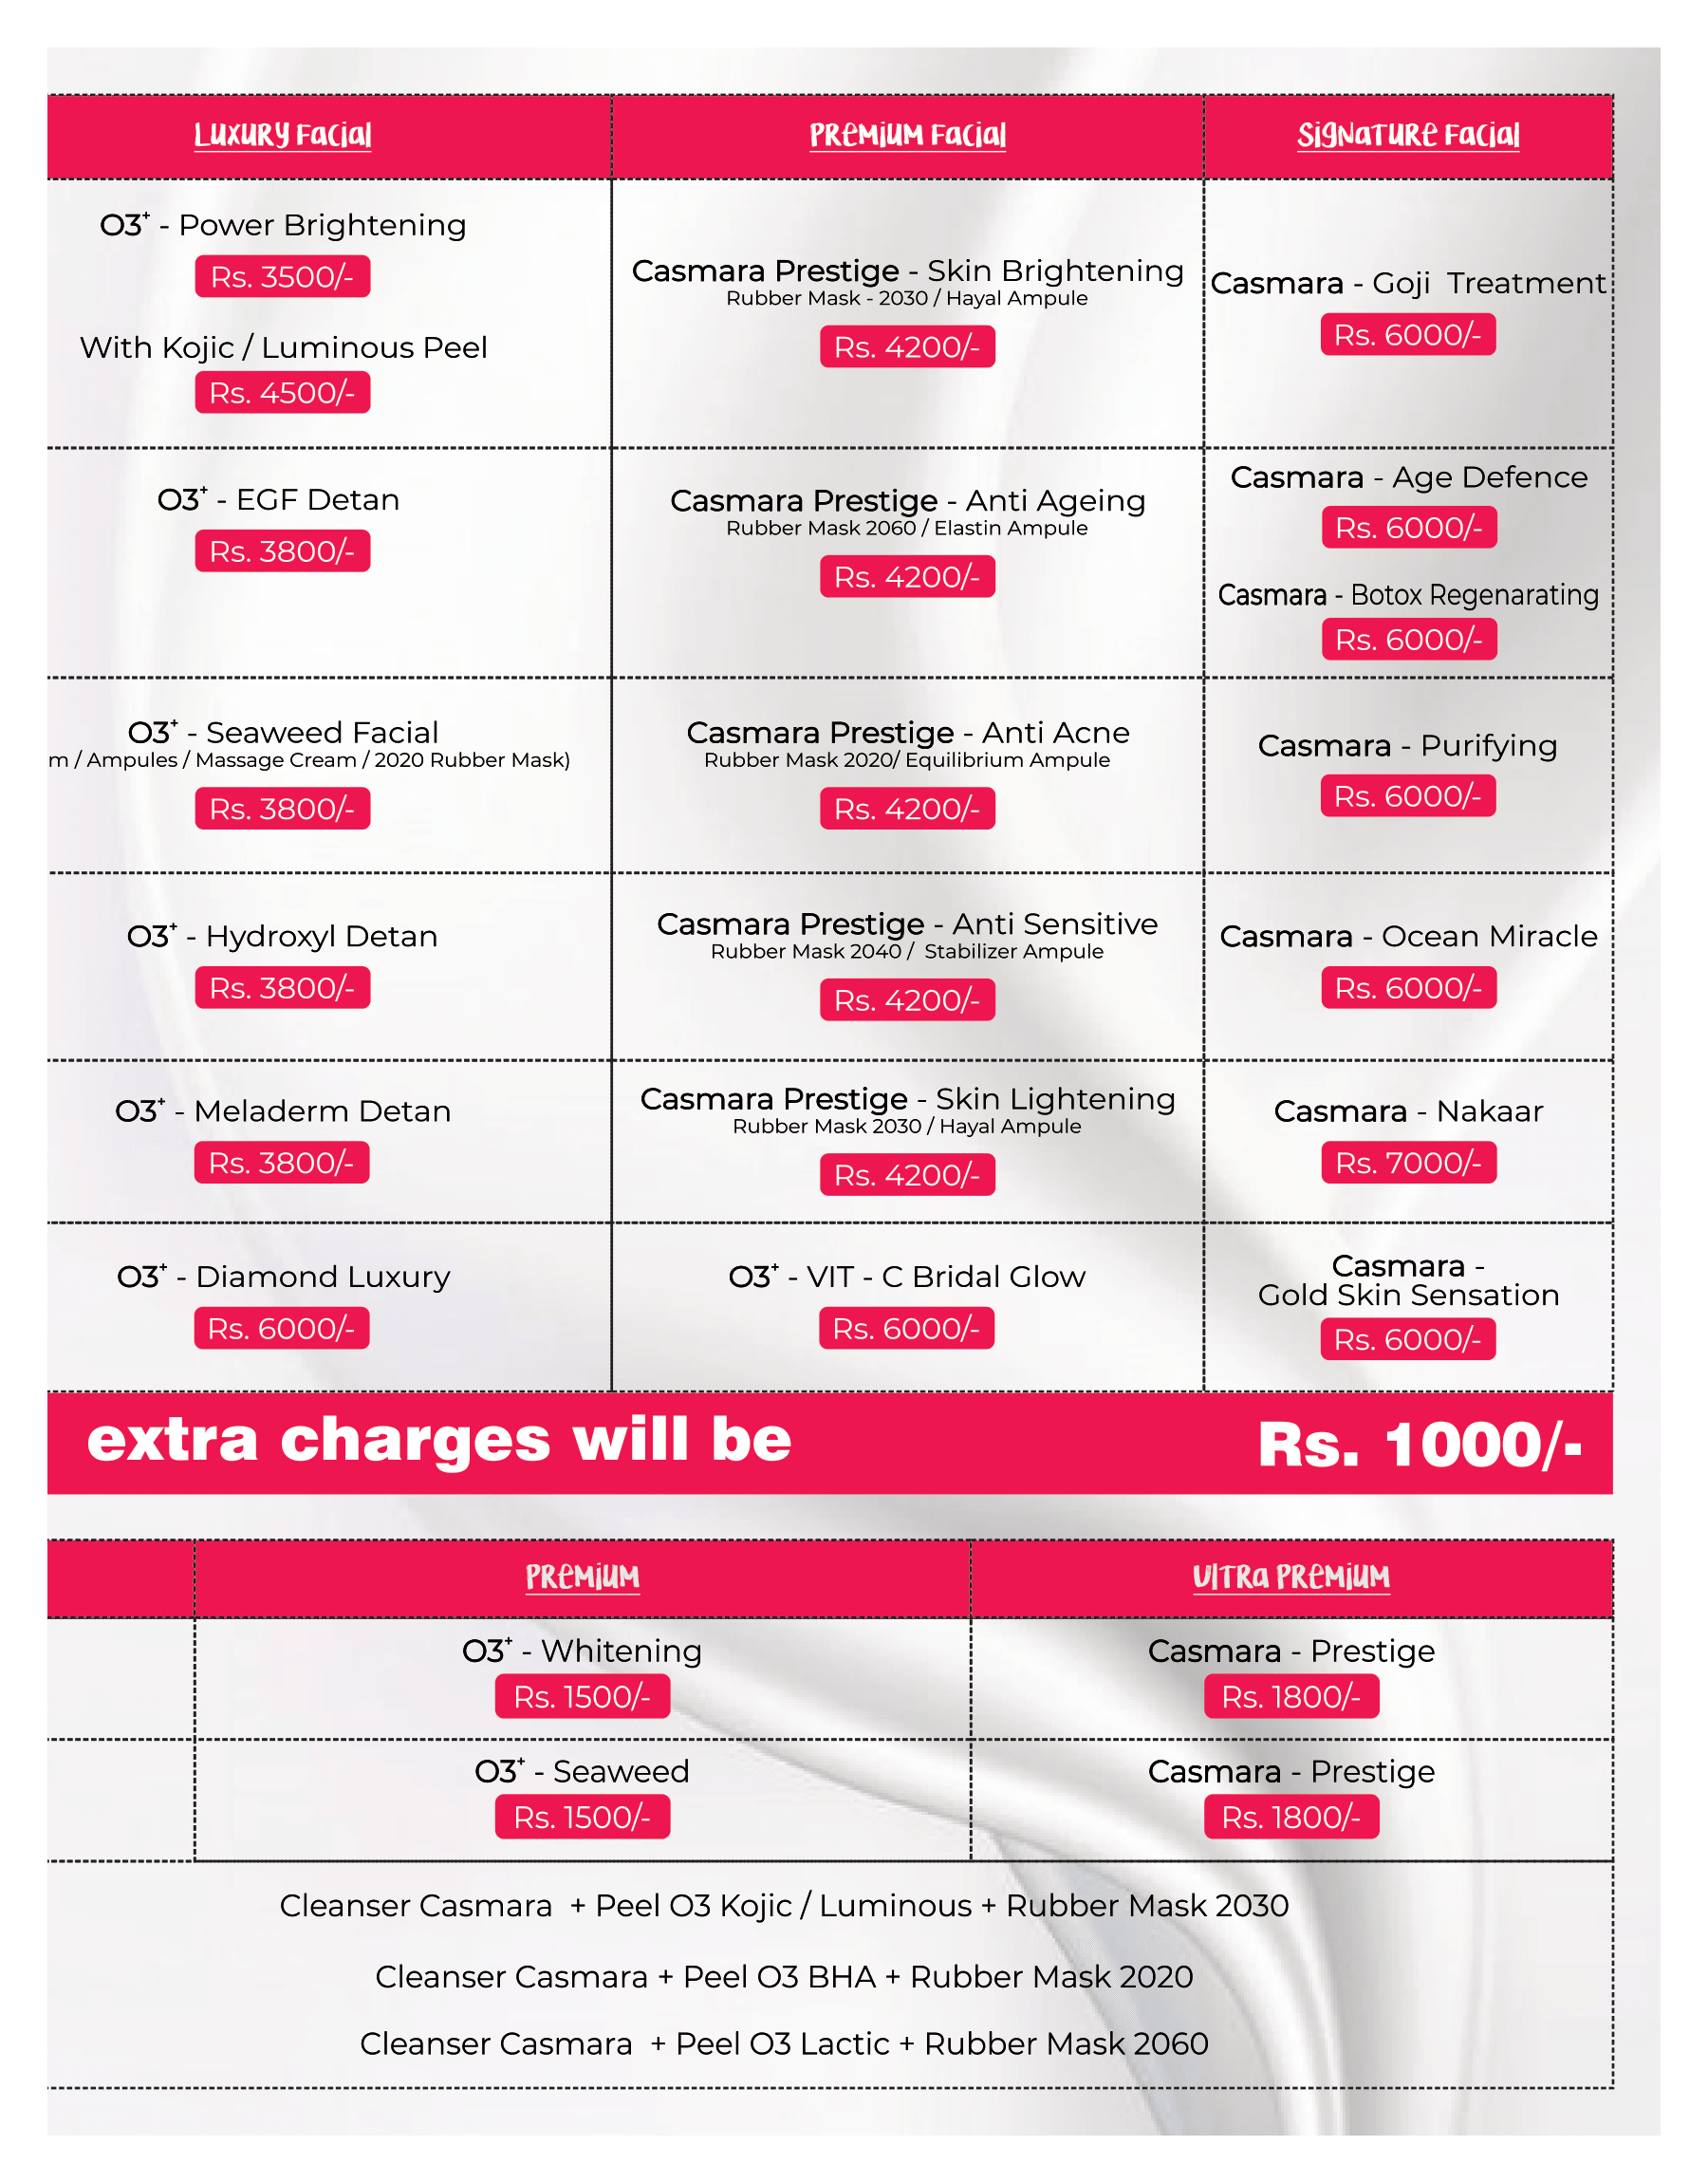 Luxury Facial
Premium Facial
Signature Facial
O3+ - Power Brightening
Rs. 3500/-
With Kojic / Luminous Peel
Rs. 4500/-
Casmara Prestige - Skin Brightening
Rubber Mask - 2030 / Hayal Ampule
Rs. 4200/-
Casmara - Goji Treatment
Rs. 6000/-
O3+ - EGF Detan
Rs. 3800/-
Casmara Prestige - Anti Ageing
Rubber Mask 2060 / Elastin Ampule
Rs. 4200/-
Casmara - Age Defence
Rs. 6000/-
Casmara - Botox Regenarating
Rs. 6000/-
O3+ - Seaweed Facial
m / Ampules / Massage Cream / 2020 Rubber Mask)
Rs. 3800/-
Casmara Prestige - Anti Acne
Rubber Mask 2020/ Equilibrium Ampule
Rs. 4200/-
Casmara - Purifying
Rs. 6000/-
O3+ - Hydroxyl Detan
Rs. 3800/-
Casmara Prestige - Anti Sensitive
Rubber Mask 2040 / Stabilizer Ampule
Rs. 4200/-
Casmara - Ocean Miracle
Rs. 6000/-
O3+ - Meladerm Detan
Rs. 3800/-
Casmara Prestige - Skin Lightening
Rubber Mask 2030 / Hayal Ampule
Rs. 4200/-
Casmara - Nakaar
Rs. 7000/-
O3+ - Diamond Luxury
Rs. 6000/-
O3+ - VIT - C Bridal Glow
Rs. 6000/-
Casmara -
Gold Skin Sensation
Rs. 6000/-
extra charges will be Rs. 1000/-
Premium
Ultra Premium
O3+ - Whitening
Rs. 1500/-
Casmara - Prestige
Rs. 1800/-
O3+ - Seaweed
Rs. 1500/-
Casmara - Prestige
Rs. 1800/-
Cleanser Casmara + Peel O3 Kojic / Luminous + Rubber Mask 2030
Cleanser Casmara + Peel O3 BHA + Rubber Mask 2020
Cleanser Casmara + Peel O3 Lactic + Rubber Mask 2060